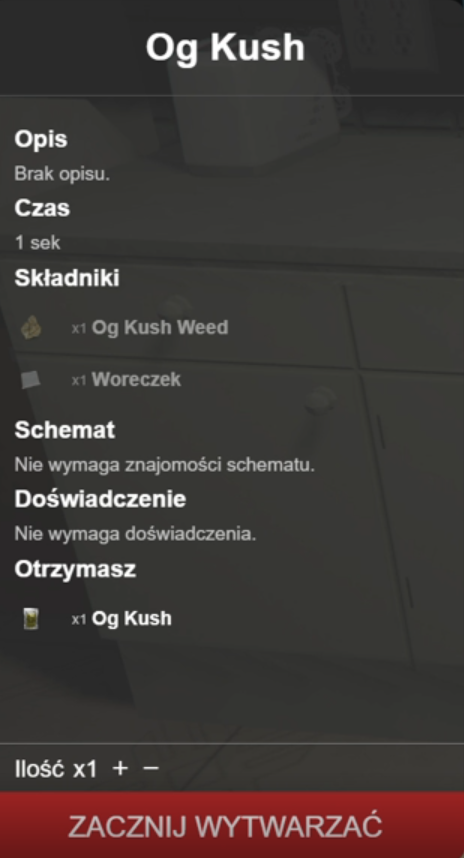 Og Kush
Opis
Brak opisu.
Czas
1 sek
Składniki
x1 Og Kush Weed
x1 Woreczek
Schemat
Nie wymaga znajomości schematu.
Doświadczenie
Nie wymaga doświadczenia.
Otrzymasz
x1 Og Kush
Ilość x1 + −
ZACZNIJ WYTWARZAĆ